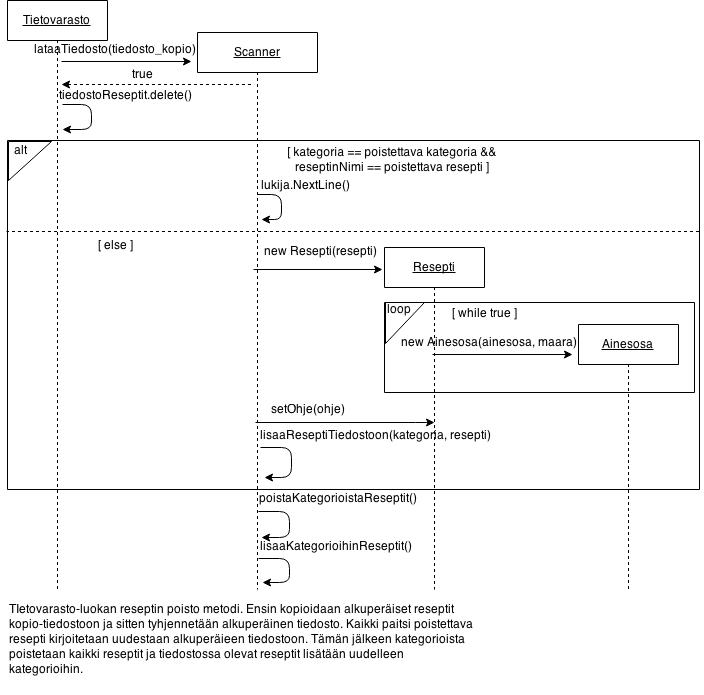 Tietovarasto
lataaTiedosto(tiedosto_kopio)
Scanner
true
tiedostoReseptit.delete()
alt
[ kategoria == poistettava kategoria &&
reseptinNimi == poistettava resepti ]
lukija.NextLine()
[ else ]
new Resepti(resepti)
Resepti
loop
[ while true ]
new Ainesosa(ainesosa, maara)
Ainesosa
setOhje(ohje)
lisaaReseptiTiedostoon(kategoria, resepti)
poistaKategorioistaReseptit()
lisaaKategorioihinReseptit()
TIetovarasto-luokan reseptin poisto metodi. Ensin kopioidaan alkuperäiset reseptit
kopio-tiedostoon ja sitten tyhjennetään alkuperäinen tiedosto. Kaikki paitsi poistettava
resepti kirjoitetaan uudestaan alkuperäieen tiedostoon. Tämän jälkeen kategorioista
poistetaan kaikki reseptit ja tiedostossa olevat reseptit lisätään uudelleen
kategorioihin.